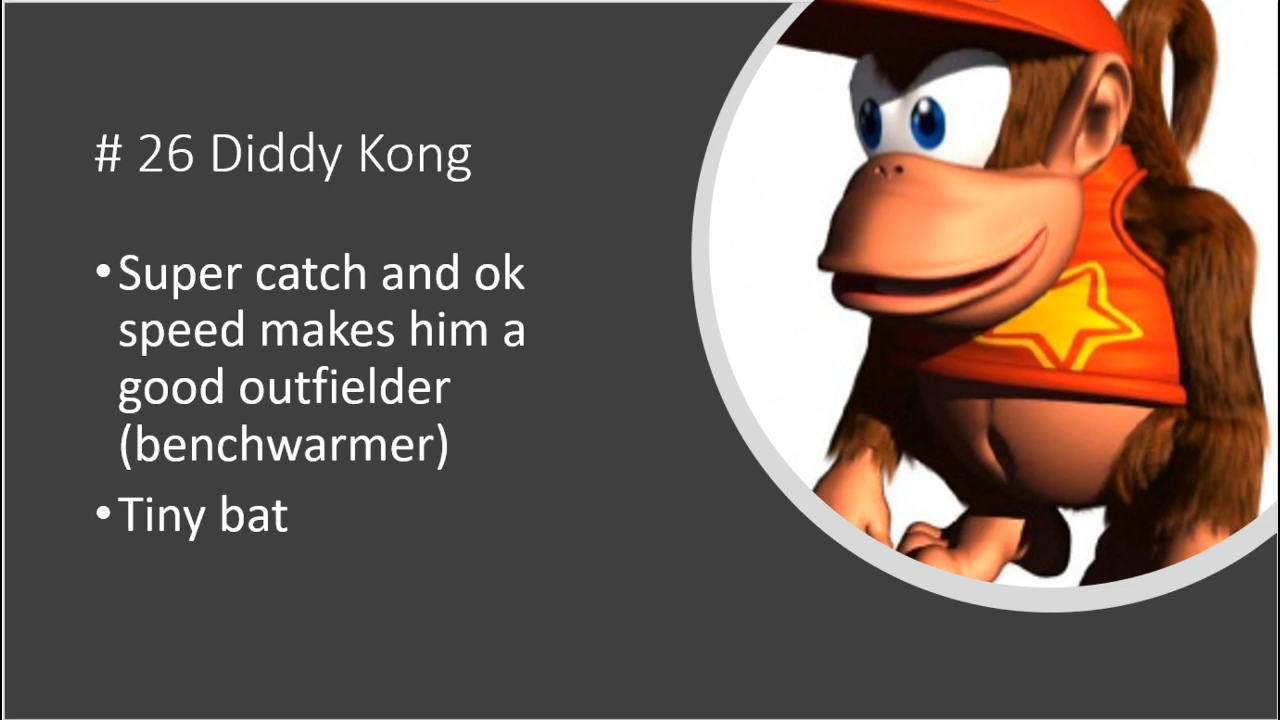 # 26 Diddy Kong
•Super catch and ok
speed makes him a
good outfielder
(benchwarmer)
•Tiny bat